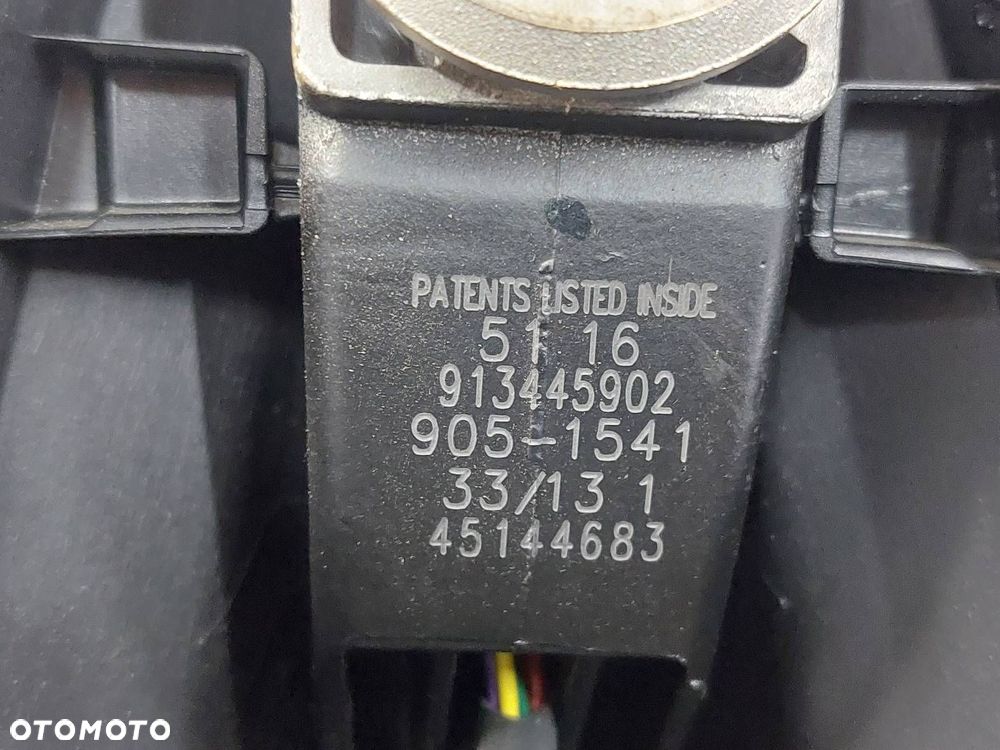 PATENTS LISTED INSIDE
51 16
913445902
905-1541
33/13 1
45144683
OTOMOTO